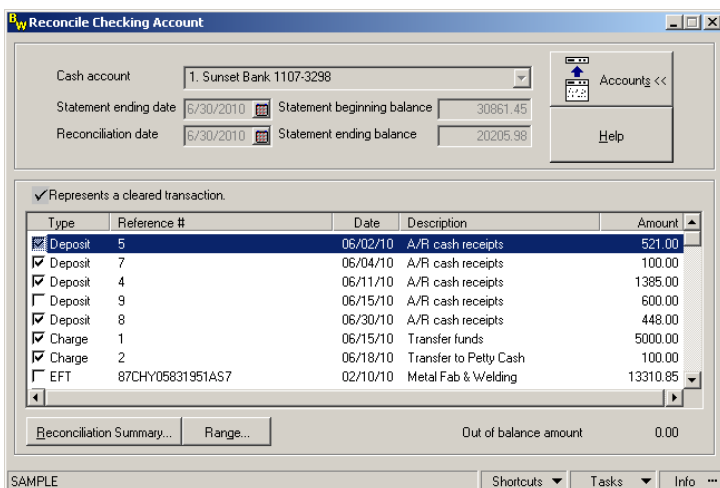 BW Reconcile Checking Account
Cash account 1. Sunset Bank 1107-3298 Accounts <<
Statement ending date 6/30/2010 Statement beginning balance 30861.45
Reconciliation date 6/30/2010 Statement ending balance 20205.98 Help
Represents a cleared transaction.
Type Reference # Date Description Amount
Deposit 5 06/02/10 A/R cash receipts 521.00
Deposit 7 06/04/10 A/R cash receipts 100.00
Deposit 4 06/11/10 A/R cash receipts 1385.00
Deposit 9 06/15/10 A/R cash receipts 600.00
Deposit 8 06/30/10 A/R cash receipts 448.00
Charge 1 06/15/10 Transfer funds 5000.00
Charge 2 06/18/10 Transfer to Petty Cash 100.00
EFT 87CHY05831951AS7 02/10/10 Metal Fab & Welding 13310.85
Reconciliation Summary... Range... Out of balance amount 0.00
SAMPLE Shortcuts Tasks Info